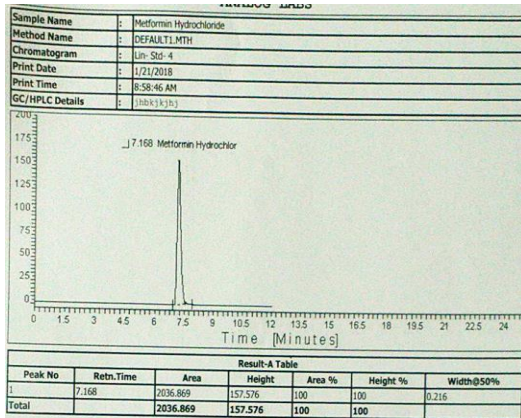 Sample Name : Metformin Hydrochloride
Method Name : DEFAULT1.MTH
Chromatogram : Lin- Std- 4
Print Date : 1/21/2018
Print Time : 8:58:46 AM
GC/HPLC Details : jhbkjkjhj
200
175
150
125
100
75
50
25
0
7.168 Metformin Hydrochlor
0 1.5 3 4.5 6 7.5 9 10.5 12 13.5 15 16.5 18 19.5 21 22.5 24
Time [Minutes]
Result-A Table
Peak No Retn.Time Area Height Area % Height % Width@50%
1 7.168 2036.869 157.576 100 100 0.216
Total 2036.869 157.576 100 100